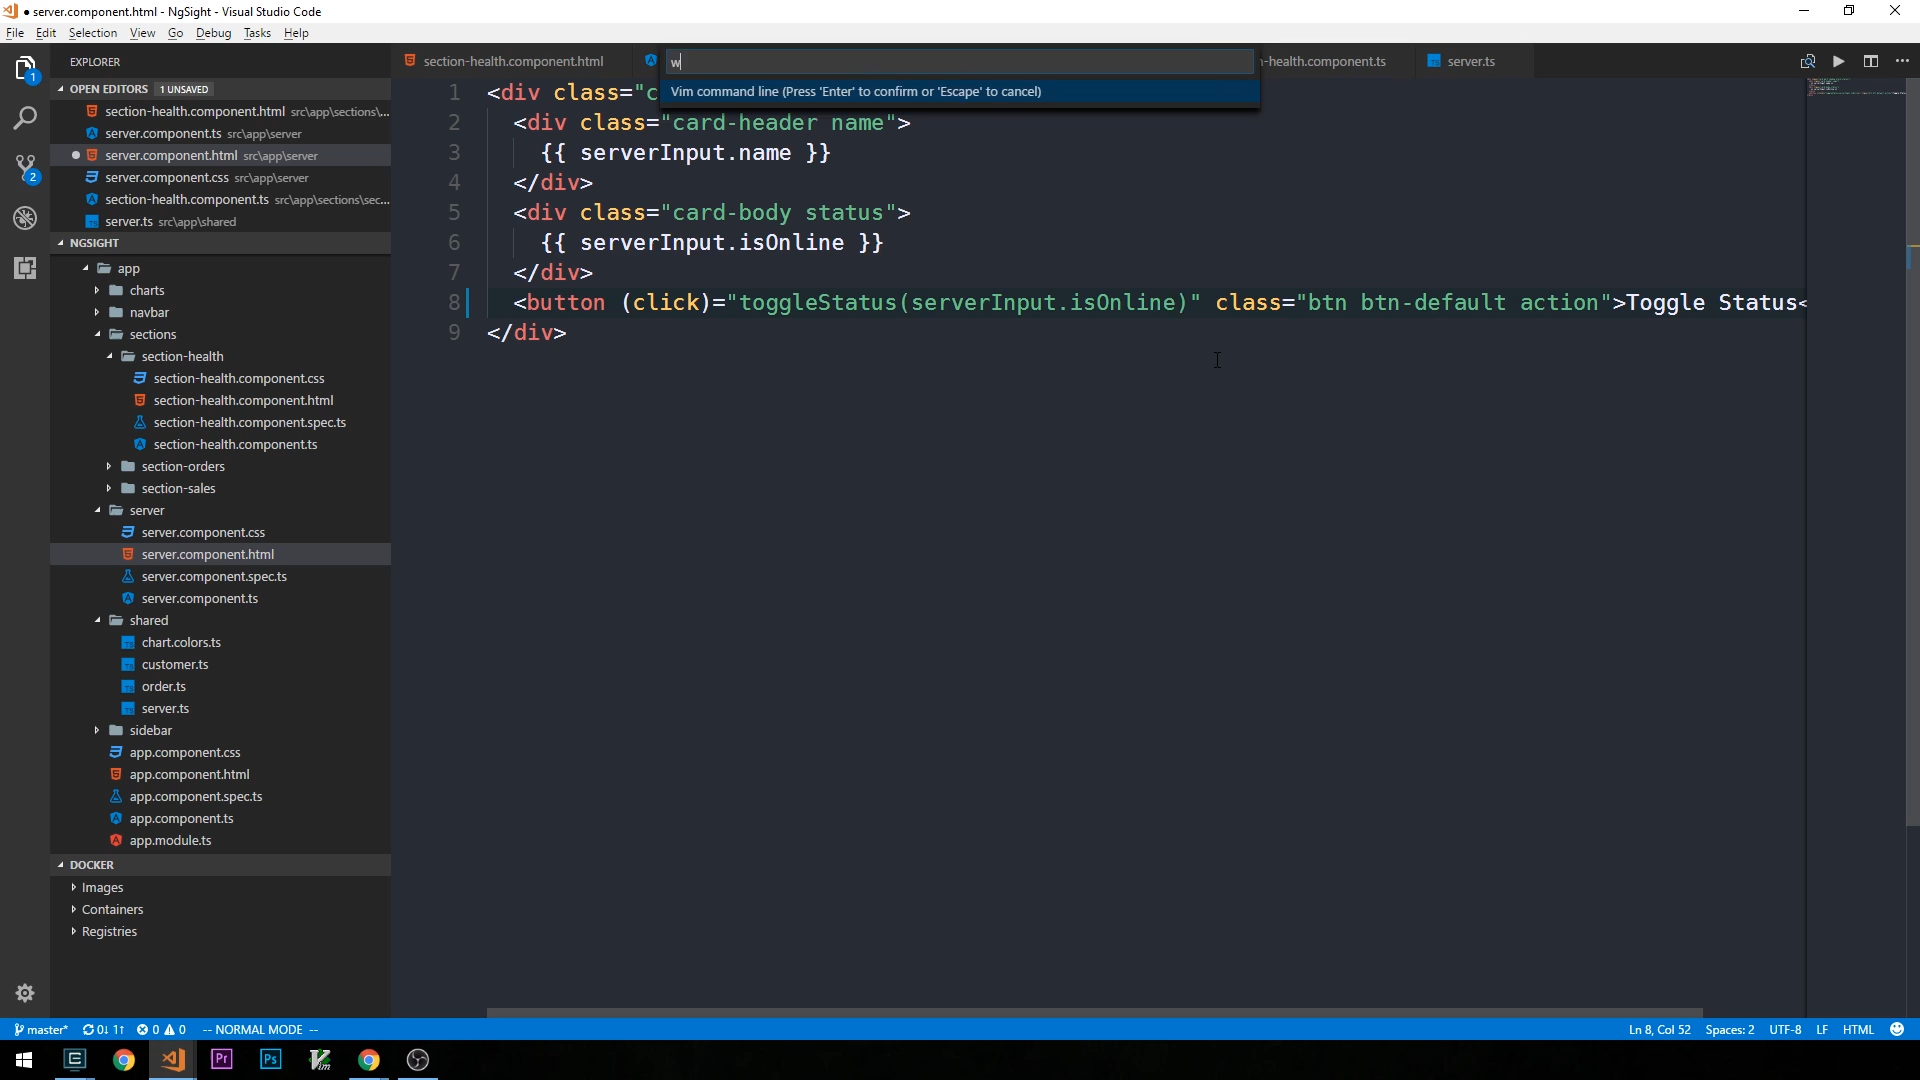 server.component.html - NgSight - Visual Studio Code
File Edit Selection View Go Debug Tasks Help
EXPLORER
OPEN EDITORS 1 UNSAVED
section-health.component.html src\app\sections\...
server.component.ts src\app\server
server.component.html src\app\server
server.component.css src\app\server
section-health.component.ts src\app\sections\sec...
server.ts src\app\shared
NGSIGHT
app
charts
navbar
sections
section-health
section-health.component.css
section-health.component.html
section-health.component.spec.ts
section-health.component.ts
section-orders
section-sales
server
server.component.css
server.component.html
server.component.spec.ts
server.component.ts
shared
chart.colors.ts
customer.ts
order.ts
server.ts
sidebar
app.component.css
app.component.html
app.component.spec.ts
app.component.ts
app.module.ts
DOCKER
Images
Containers
Registries
1
2
section-health.component.html
-health.component.ts
server.ts
w
Vim command line (Press 'Enter' to confirm or 'Escape' to cancel)
1 <div class="c
2 <div class="card-header name">
3 {{ serverInput.name }}
4 </div>
5 <div class="card-body status">
6 {{ serverInput.isOnline }}
7 </div>
8 <button (click)="toggleStatus(serverInput.isOnline)" class="btn btn-default action">Toggle Status<
9 </div>
master* 0↓ 1↑ 0 0 -- NORMAL MODE -- Ln 8, Col 52 Spaces: 2 UTF-8 LF HTML
Pr Ps Vim